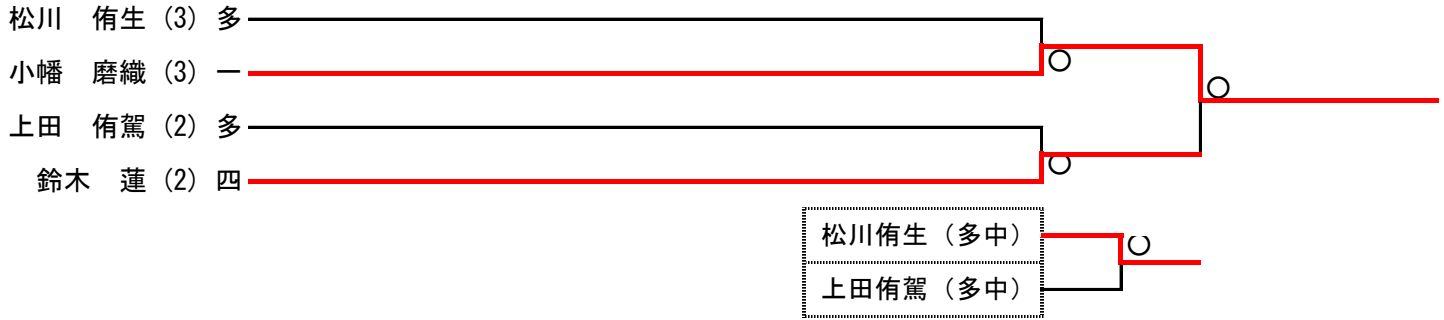 松川　侑生（3）多
小幡　磨織（3）一
上田　侑駕（2）多
鈴木　蓮（2）四
○
○
○
松川侑生（多中）
上田侑駕（多中）
○